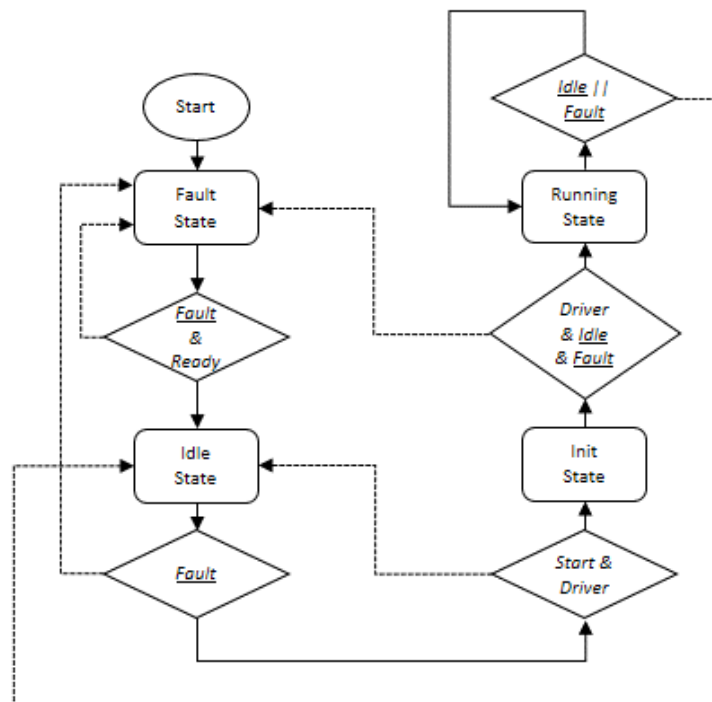 Start
Fault
State
Fault
&
Ready
Idle
State
Fault
Idle ||
Fault
Running
State
Driver
& Idle
& Fault
Init
State
Start &
Driver